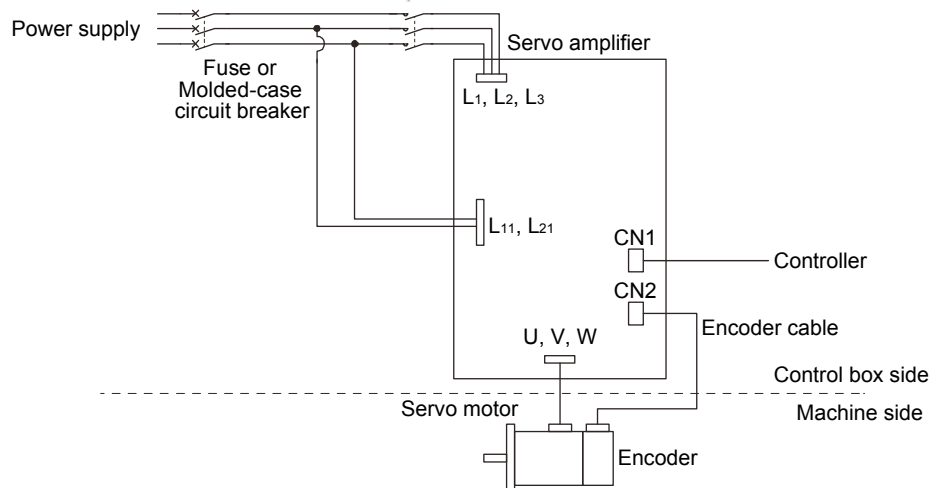 Power supply
Servo amplifier
Fuse or
Molded-case
circuit breaker
L1, L2, L3
L11, L21
CN1
Controller
CN2
Encoder cable
U, V, W
Control box side
Servo motor
Machine side
Encoder